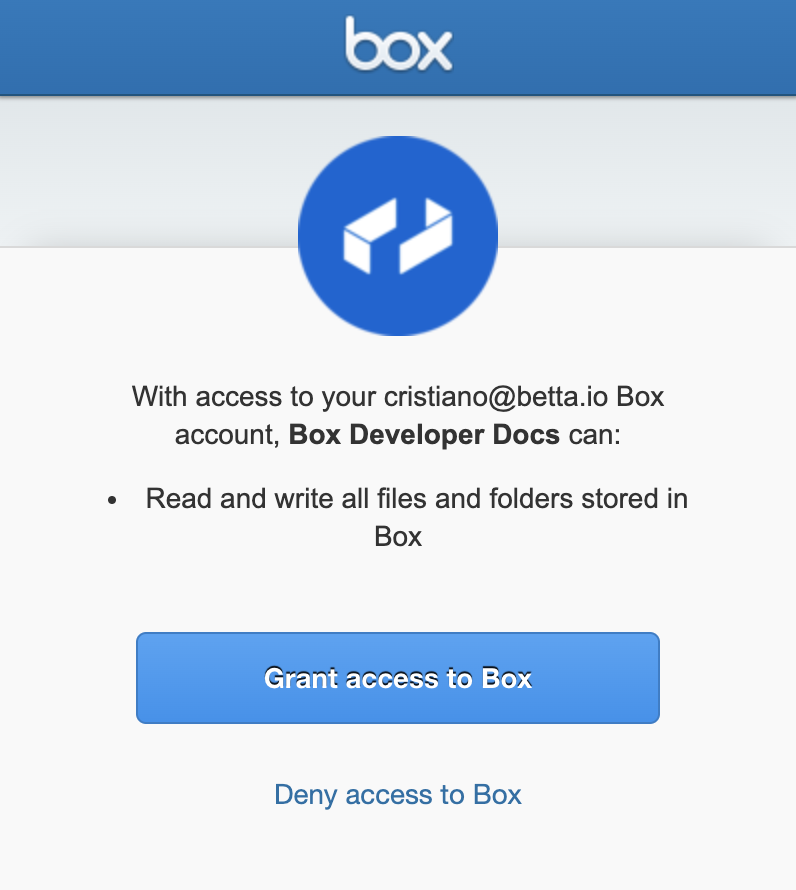 box
With access to your cristiano@betta.io Box
account, Box Developer Docs can:
• Read and write all files and folders stored in
Box
Grant access to Box
Deny access to Box